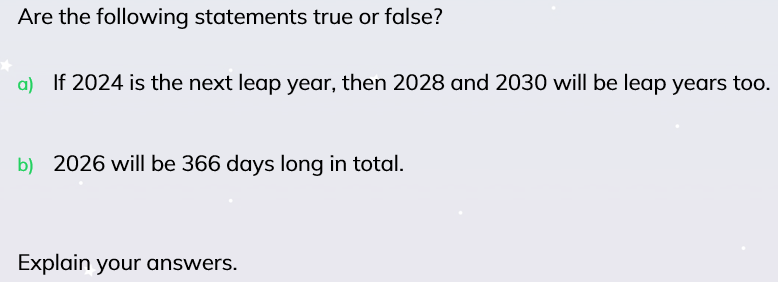 Are the following statements true or false?
a) If 2024 is the next leap year, then 2028 and 2030 will be leap years too.
b) 2026 will be 366 days long in total.
Explain your answers.